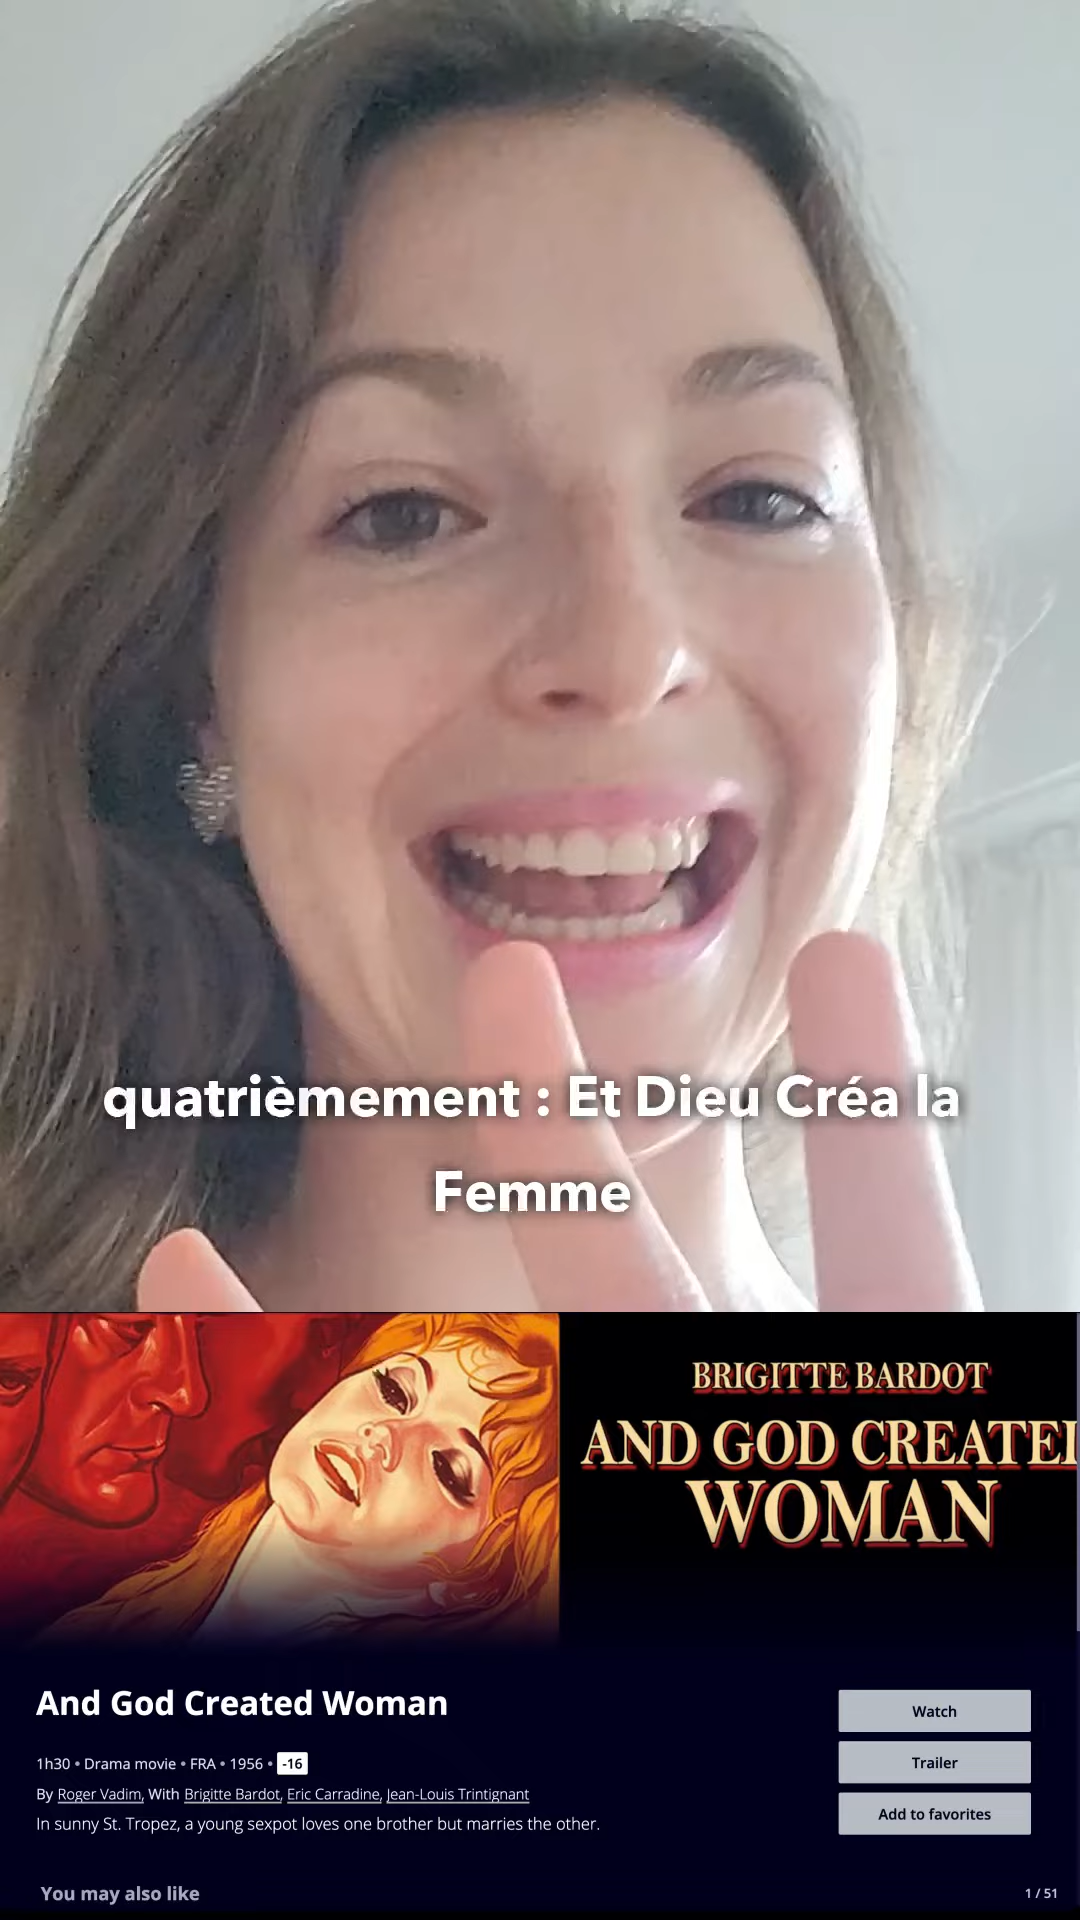 quatrièmement : Et Dieu Créa la
Femme
BRIGITTE BARDOT
AND GOD CREATED
WOMAN
And God Created Woman
1h30 • Drama movie • FRA • 1956 • -16
By Roger Vadim, With Brigitte Bardot, Eric Carradine, Jean-Louis Trintignant
In sunny St. Tropez, a young sexpot loves one brother but marries the other.
Watch
Trailer
Add to favorites
You may also like
1 / 51